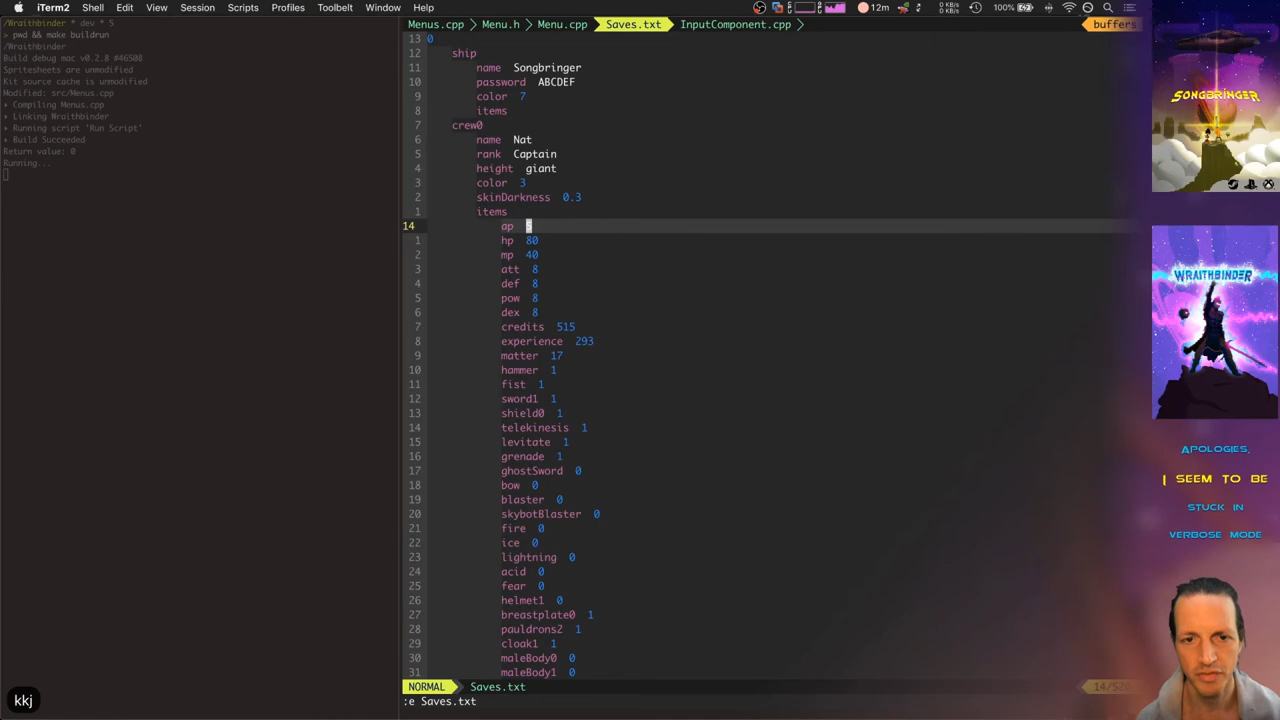 iTerm2 Shell Edit View Session Scripts Profiles Toolbelt Window Help
12m
0 KB/s
0 KB/s
100%
/Wraithbinder * dev * S
> pwd && make buildrun
/Wraithbinder
Build debug mac v0.2.8 #46508
Spritesheets are unmodified
Kit source cache is unmodified
Modified: src/Menus.cpp
▸ Compiling Menus.cpp
▸ Linking Wraithbinder
▸ Running script 'Run Script'
▸ Build Succeeded
Return value: 0
Running...
Menus.cpp Menu.h Menu.cpp Saves.txt InputComponent.cpp buffers
13 0
12 ship
11 name Songbringer
10 password ABCDEF
9 color 7
8 items
7 crew0
6 name Nat
5 rank Captain
4 height giant
3 color 3
2 skinDarkness 0.3
1 items
14 ap 5
1 hp 80
2 mp 40
3 att 8
4 def 8
5 pow 8
6 dex 8
7 credits 515
8 experience 293
9 matter 17
10 hammer 1
11 fist 1
12 sword1 1
13 shield0 1
14 telekinesis 1
15 levitate 1
16 grenade 1
17 ghostSword 0
18 bow 0
19 blaster 0
20 skybotBlaster 0
21 fire 0
22 ice 0
23 lightning 0
24 acid 0
25 fear 0
26 helmet1 0
27 breastplate0 1
28 pauldrons2 1
29 cloak1 1
30 maleBody0 0
31 maleBody1 0
NORMAL Saves.txt 14/520
:e Saves.txt
kkj
SONGBRINGER
WRAITHBINDER
APOLOGIES,
I SEEM TO BE
STUCK IN
VERBOSE MODE